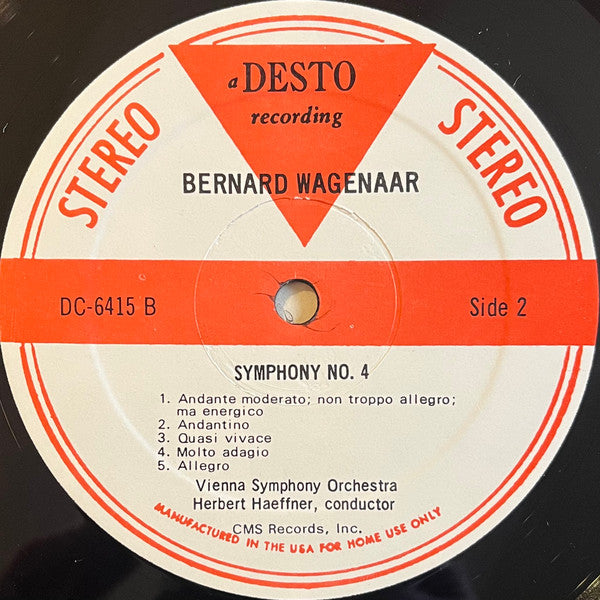 a DESTO
recording
STEREO
STEREO
BERNARD WAGENAAR
DC-6415 B
Side 2
SYMPHONY NO. 4
1. Andante moderato; non troppo allegro;
ma energico
2. Andantino
3. Quasi vivace
4. Molto adagio
5. Allegro
Vienna Symphony Orchestra
Herbert Haeffner, conductor
CMS Records, Inc.
MANUFACTURED IN THE USA FOR HOME USE ONLY